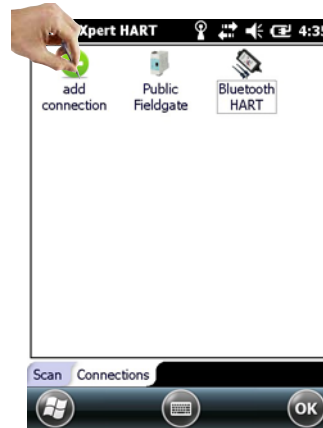 Xpert HART 4:35
add connection
Public Fieldgate
Bluetooth HART
Scan Connections
OK